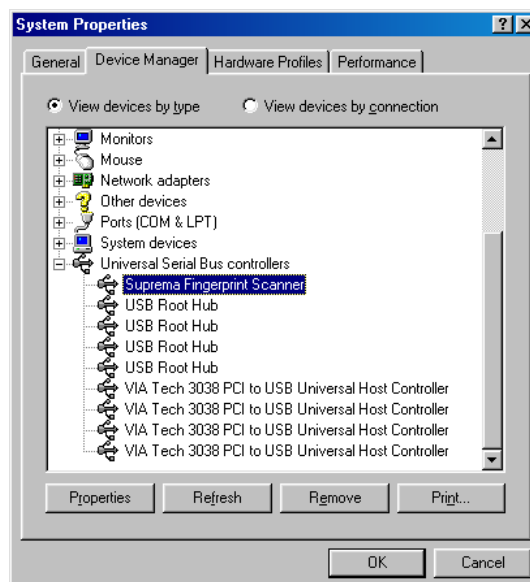 System Properties
General Device Manager Hardware Profiles Performance
View devices by type View devices by connection
Monitors
Mouse
Network adapters
Other devices
Ports (COM & LPT)
System devices
Universal Serial Bus controllers
Suprema Fingerprint Scanner
USB Root Hub
USB Root Hub
USB Root Hub
USB Root Hub
VIA Tech 3038 PCI to USB Universal Host Controller
VIA Tech 3038 PCI to USB Universal Host Controller
VIA Tech 3038 PCI to USB Universal Host Controller
VIA Tech 3038 PCI to USB Universal Host Controller
Properties Refresh Remove Print...
OK Cancel